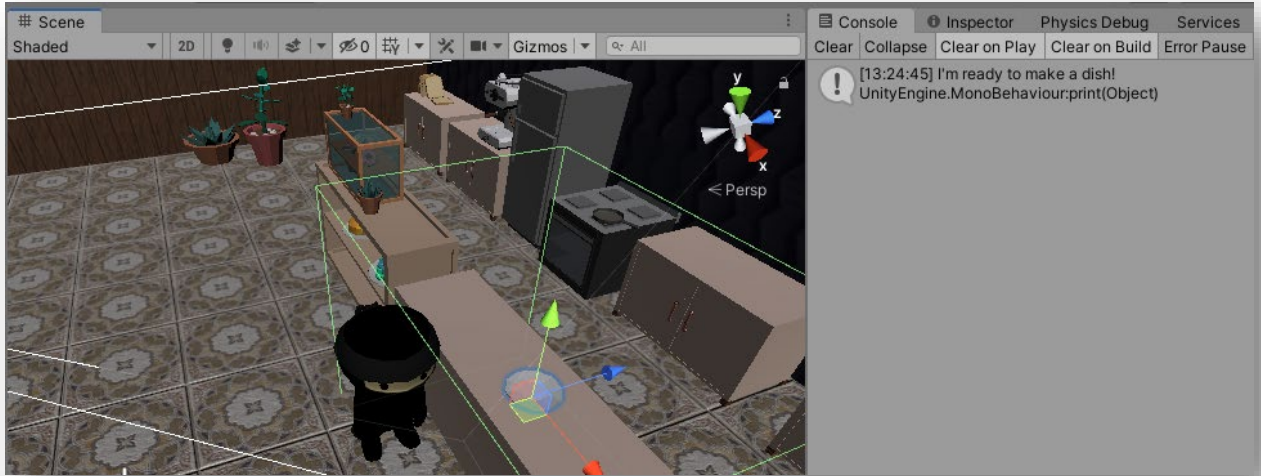 Scene
Shaded 2D 0 Gizmos All
y
z
x
Persp
Console Inspector Physics Debug Services
Clear Collapse Clear on Play Clear on Build Error Pause
[13:24:45] I'm ready to make a dish!
UnityEngine.MonoBehaviour:print(Object)